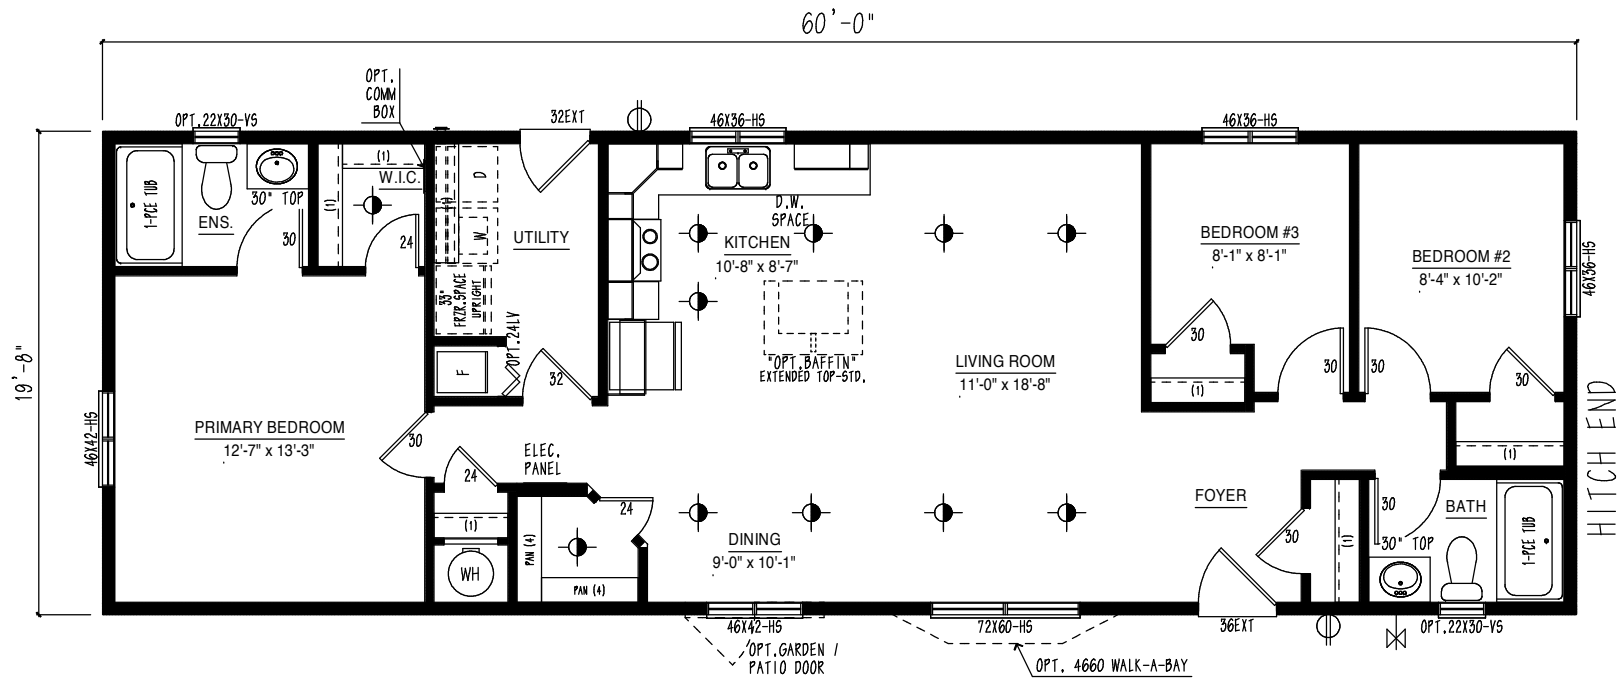 60'-0"
OPT.
COMM
BOX
OPT.22X30-VS
32EXT
46X36-HS
46X36-HS
1-PCE TUB
30" TOP
ENS.
30
(1)
W.I.C.
(1)
24
D
W
33"
FRZR.SPACE
UPRIGHT
UTILITY
OPT.24LV
F
32
D.W.
SPACE
KITCHEN
10'-8" x 8'-7"
"OPT.BAFFIN"
EXTENDED TOP-STD.
LIVING ROOM
11'-0" x 18'-8"
BEDROOM #3
8'-1" x 8'-1"
30
(1)
30
BEDROOM #2
8'-4" x 10'-2"
30
30
(1)
46X36-HS
19'-8"
46X42-HS
PRIMARY BEDROOM
12'-7" x 13'-3"
30
24
(1)
WH
ELEC.
PANEL
24
PAN (4)
PAN (4)
DINING
9'-0" x 10'-1"
FOYER
30
(1)
30
BATH
30" TOP
1-PCE TUB
HITCH END
46X42-HS
OPT.GARDEN /
PATIO DOOR
72X60-HS
OPT. 4660 WALK-A-BAY
36EXT
OPT.22X30-VS